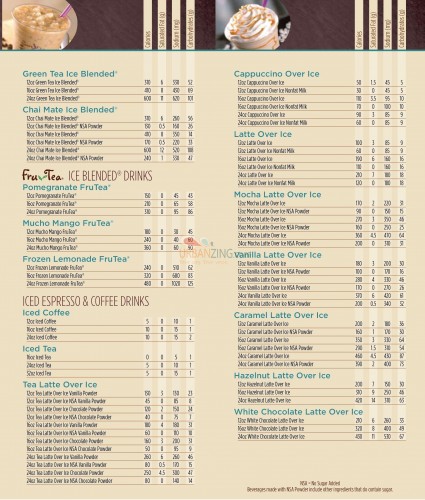 Calories
Saturated Fat (g)
Sodium (mg)
Carbohydrates (g)
Green Tea Ice Blended®
12oz Green Tea Ice Blended® 310 6 330 52
16oz Green Tea Ice Blended® 410 8 450 69
24oz Green Tea Ice Blended® 600 11 620 101
Chai Mate Ice Blended®
12oz Chai Mate Ice Blended® 310 6 260 56
12oz Chai Mate Ice Blended® NSA Powder 130 0.5 160 26
16oz Chai Mate Ice Blended® 410 8 350 74
16oz Chai Mate Ice Blended® NSA Powder 170 0.5 220 33
24oz Chai Mate Ice Blended® 600 12 520 108
24oz Chai Mate Ice Blended® NSA Powder 240 1 330 47
FruTea ICE BLENDED® DRINKS
Pomegranate FruTea®
12oz Pomegranate FruTea® 150 0 45 43
16oz Pomegranate FruTea® 210 0 65 58
24oz Pomegranate FruTea® 310 0 95 86
Mucho Mango FruTea®
12oz Mucho Mango FruTea® 180 0 30 45
16oz Mucho Mango FruTea® 240 0 40 60
24oz Mucho Mango FruTea® 360 0 60 90
Frozen Lemonade FruTea®
12oz Frozen Lemonade FruTea® 240 0 510 62
16oz Frozen Lemonade FruTea® 320 0 680 83
24oz Frozen Lemonade FruTea® 480 0 1020 125
ICED ESPRESSO & COFFEE DRINKS
Iced Coffee
12oz Iced Coffee 5 0 10 1
16oz Iced Coffee 10 0 15 1
24oz Iced Coffee 10 0 15 2
Iced Tea
16oz Iced Tea 0 0 5 1
24oz Iced Tea 5 0 10 1
32oz Iced Tea 5 0 15 1
Tea Latte Over Ice
12oz Tea Latte Over Ice Vanilla Powder 130 3 130 23
12oz Tea Latte Over Ice NSA Vanilla Powder 45 0 85 8
12oz Tea Latte Over Ice Chocolate Powder 120 2 150 24
12oz Tea Latte Over Ice NSA Chocolate Powder 40 0 75 7
16oz Tea Latte Over Ice Vanilla Powder 180 4 180 31
16oz Tea Latte Over Ice NSA Vanilla Powder 60 0 110 10
16oz Tea Latte Over Ice Chocolate Powder 160 3 200 31
16oz Tea Latte Over Ice NSA Chocolate Powder 50 0 95 9
24oz Tea Latte Over Ice Vanilla Powder 260 6 260 46
24oz Tea Latte Over Ice NSA Vanilla Powder 80 0.5 170 15
24oz Tea Latte Over Ice Chocolate Powder 250 4.5 310 47
24oz Tea Latte Over Ice NSA Chocolate Powder 80 0 140 14
Calories
Saturated Fat (g)
Sodium (mg)
Carbohydrates (g)
Cappuccino Over Ice
12oz Cappuccino Over Ice 50 1.5 45 5
12oz Cappuccino Over Ice Nonfat Milk 30 0 45 5
16oz Cappuccino Over Ice 110 3.5 95 10
16oz Cappuccino Over Ice Nonfat Milk 70 0 100 10
24oz Cappuccino Over Ice 90 3 85 9
24oz Cappuccino Over Ice Nonfat Milk 60 0 85 9
Latte Over Ice
12oz Latte Over Ice 100 3 85 9
12oz Latte Over Ice Nonfat Milk 60 0 85 9
16oz Latte Over Ice 190 6 160 16
16oz Latte Over Ice Nonfat Milk 110 0 160 16
24oz Latte Over Ice 210 7 180 18
24oz Latte Over Ice Nonfat Milk 120 0 180 18
Mocha Latte Over Ice
12oz Mocha Latte Over Ice 170 2 220 31
12oz Mocha Latte Over Ice NSA Powder 90 0 150 15
16oz Mocha Latte Over Ice 270 3 350 46
16oz Mocha Latte Over Ice NSA Powder 160 0 250 25
24oz Mocha Latte Over Ice 360 4.5 470 64
24oz Mocha Latte Over Ice NSA Powder 200 0 310 31
URBANZING.com
Vanilla Latte Over Ice
12oz Vanilla Latte Over Ice 180 3 200 30
12oz Vanilla Latte Over Ice NSA Powder 100 0 170 16
16oz Vanilla Latte Over Ice 280 4 330 46
16oz Vanilla Latte Over Ice NSA Powder 170 0 270 26
24oz Vanilla Latte Over Ice 370 6 420 61
24oz Vanilla Latte Over Ice NSA Powder 200 0.5 340 32
Caramel Latte Over Ice
12oz Caramel Latte Over Ice 200 2 180 36
12oz Caramel Latte Over Ice NSA Powder 160 1 170 30
16oz Caramel Latte Over Ice 350 3 330 64
16oz Caramel Latte Over Ice NSA Powder 290 1.5 310 54
24oz Caramel Latte Over Ice 460 4.5 430 87
24oz Caramel Latte Over Ice NSA Powder 390 2 400 73
Hazelnut Latte Over Ice
12oz Hazelnut Latte Over Ice 200 7 150 30
16oz Hazelnut Latte Over Ice 310 9 250 46
24oz Hazelnut Latte Over Ice 420 14 310 63
White Chocolate Latte Over Ice
12oz White Chocolate Latte Over Ice 210 6 260 33
16oz White Chocolate Latte Over Ice 320 8 400 49
24oz White Chocolate Latte Over Ice 430 11 530 67
NSA = No Sugar Added
Beverages made with NSA Powder include other ingredients that do contain sugar.